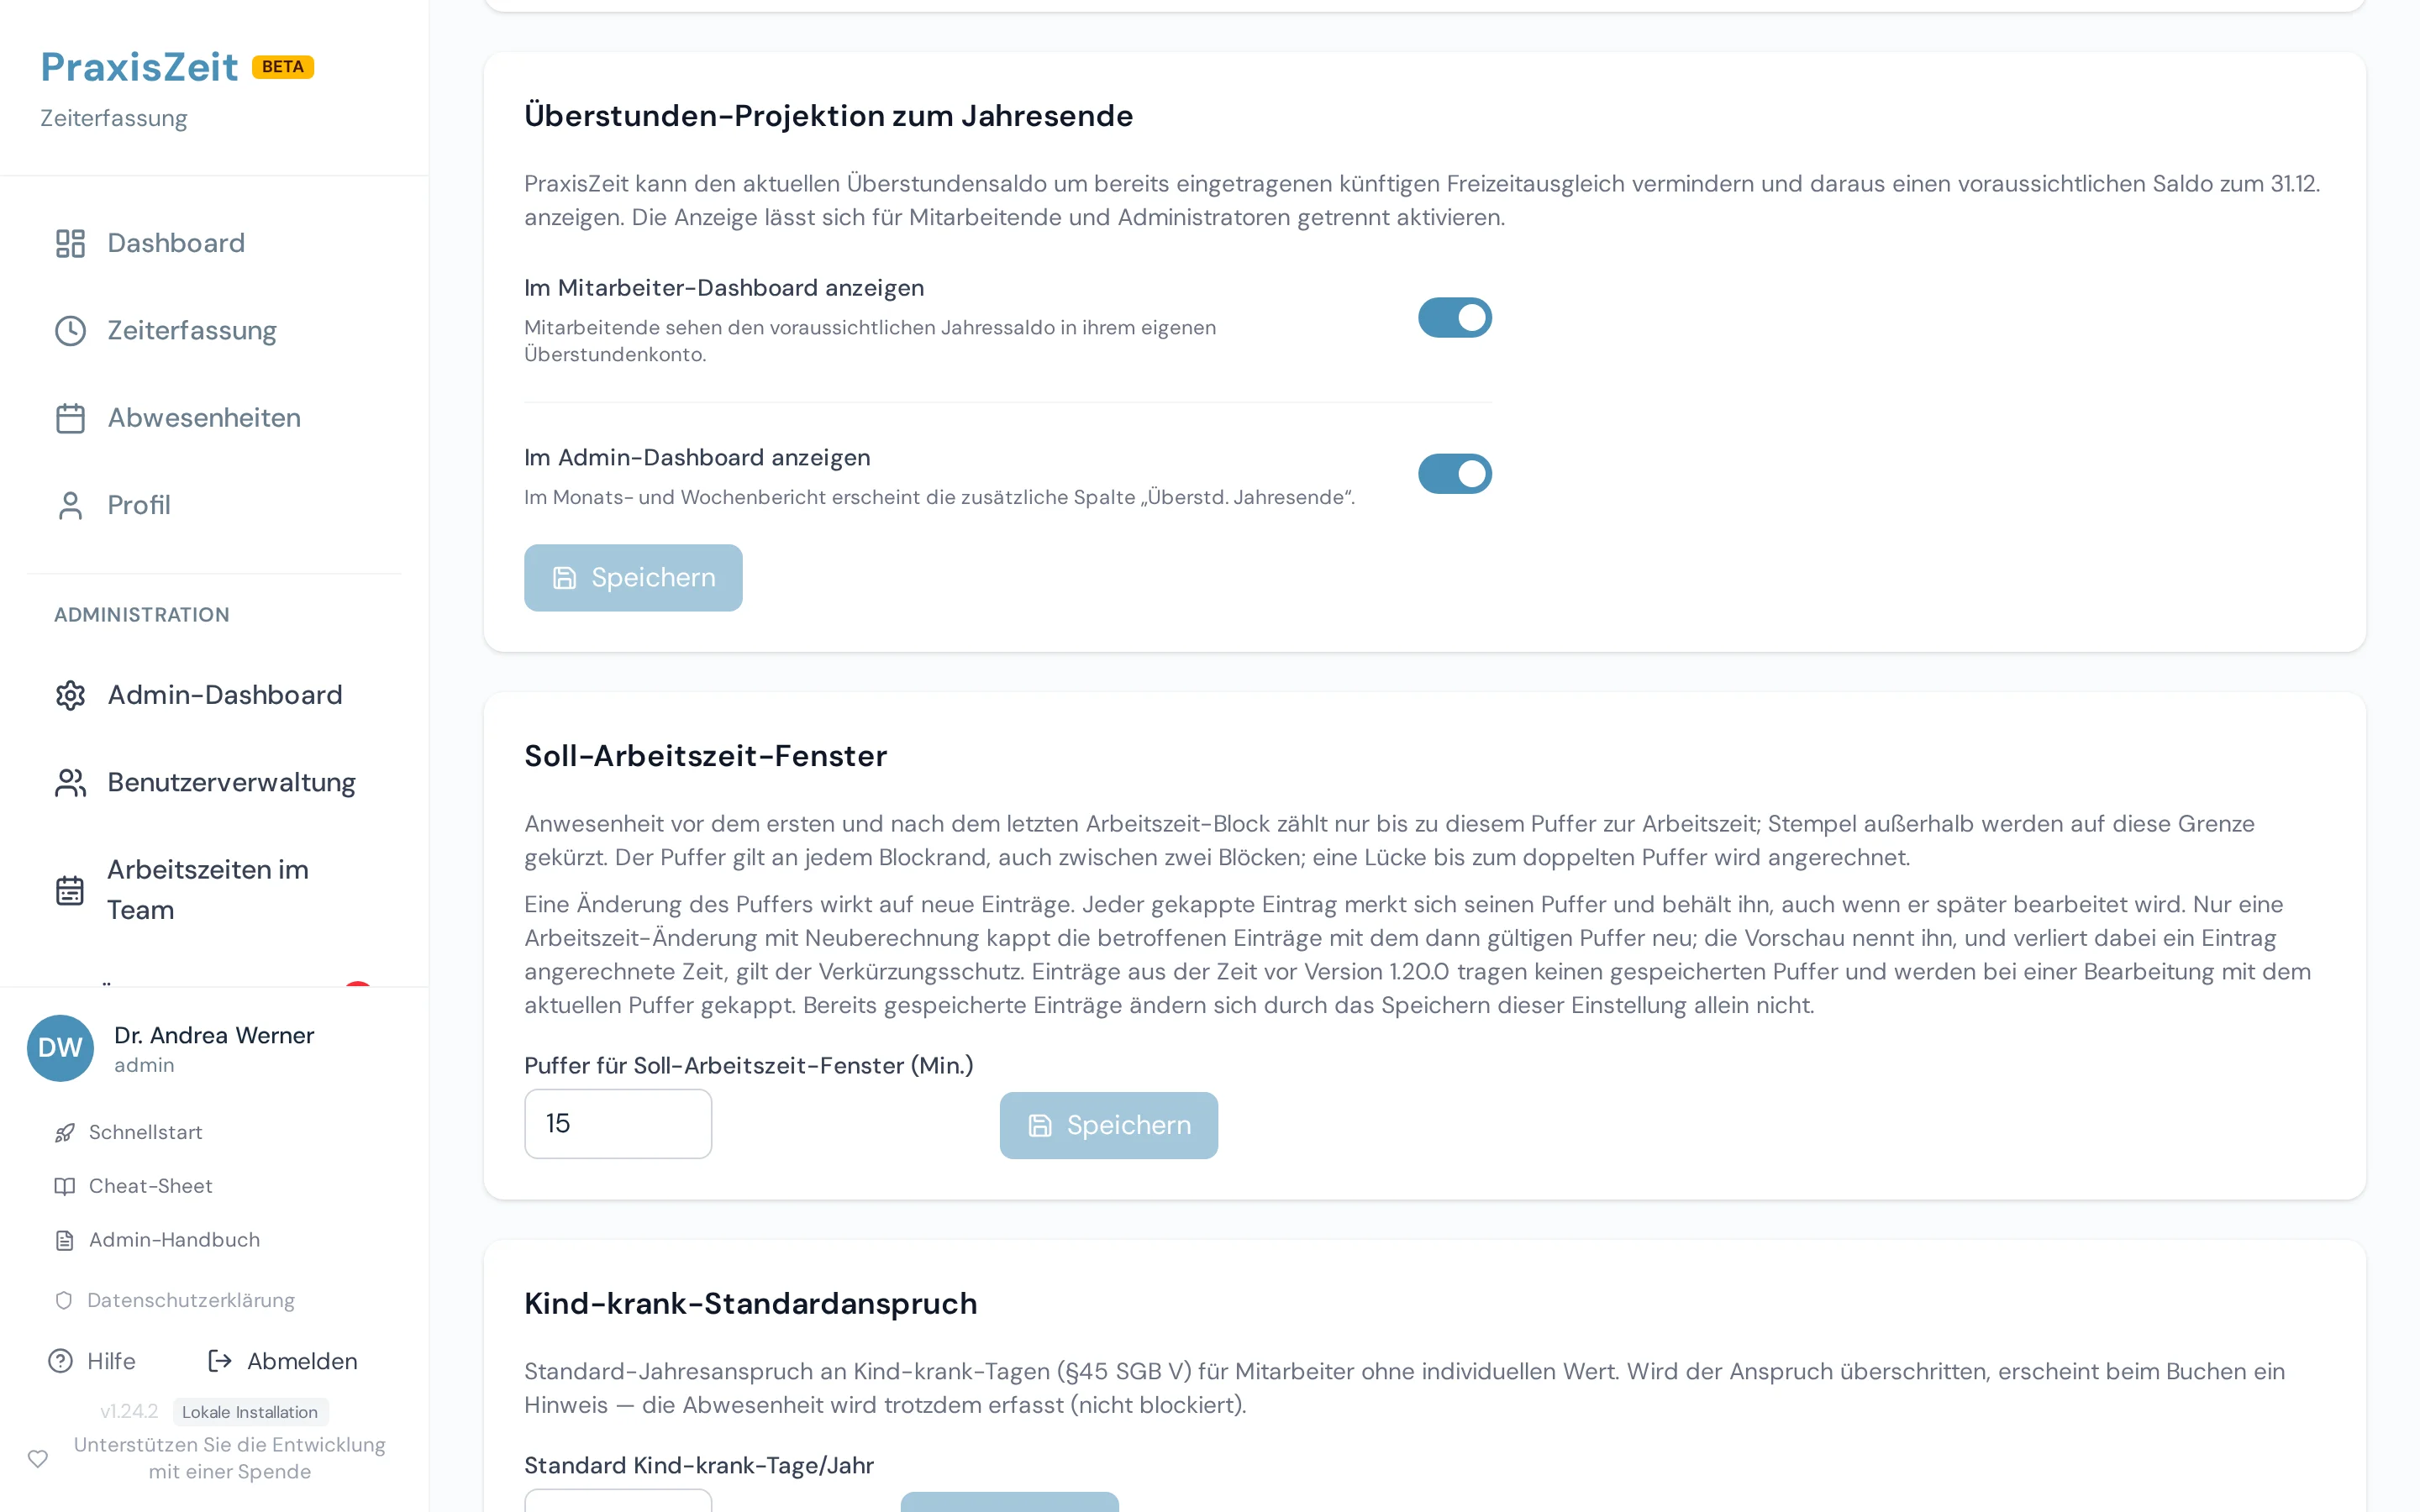 PraxisZeit BETA
Zeiterfassung
Dashboard
Zeiterfassung
Abwesenheiten
Profil
ADMINISTRATION
Admin-Dashboard
Benutzerverwaltung
Arbeitszeiten im
Team
DW
Dr. Andrea Werner
admin
Schnellstart
Cheat-Sheet
Admin-Handbuch
Datenschutzerklärung
Hilfe
Abmelden
v1.24.2 Lokale Installation
Unterstützen Sie die Entwicklung
mit einer Spende
Überstunden-Projektion zum Jahresende
PraxisZeit kann den aktuellen Überstundensaldo um bereits eingetragenen künftigen Freizeitausgleich vermindern und daraus einen voraussichtlichen Saldo zum 31.12.
anzeigen. Die Anzeige lässt sich für Mitarbeitende und Administratoren getrennt aktivieren.
Im Mitarbeiter-Dashboard anzeigen
Mitarbeitende sehen den voraussichtlichen Jahressaldo in ihrem eigenen
Überstundenkonto.
Im Admin-Dashboard anzeigen
Im Monats- und Wochenbericht erscheint die zusätzliche Spalte „Überstd. Jahresende“.
Speichern
Soll-Arbeitszeit-Fenster
Anwesenheit vor dem ersten und nach dem letzten Arbeitszeit-Block zählt nur bis zu diesem Puffer zur Arbeitszeit; Stempel außerhalb werden auf diese Grenze
gekürzt. Der Puffer gilt an jedem Blockrand, auch zwischen zwei Blöcken; eine Lücke bis zum doppelten Puffer wird angerechnet.
Eine Änderung des Puffers wirkt auf neue Einträge. Jeder gekappte Eintrag merkt sich seinen Puffer und behält ihn, auch wenn er später bearbeitet wird. Nur eine
Arbeitszeit-Änderung mit Neuberechnung kappt die betroffenen Einträge mit dem dann gültigen Puffer neu; die Vorschau nennt ihn, und verliert dabei ein Eintrag
angerechnete Zeit, gilt der Verkürzungsschutz. Einträge aus der Zeit vor Version 1.20.0 tragen keinen gespeicherten Puffer und werden bei einer Bearbeitung mit dem
aktuellen Puffer gekappt. Bereits gespeicherte Einträge ändern sich durch das Speichern dieser Einstellung allein nicht.
Puffer für Soll-Arbeitszeit-Fenster (Min.)
15
Speichern
Kind-krank-Standardanspruch
Standard-Jahresanspruch an Kind-krank-Tagen (§45 SGB V) für Mitarbeiter ohne individuellen Wert. Wird der Anspruch überschritten, erscheint beim Buchen ein
Hinweis — die Abwesenheit wird trotzdem erfasst (nicht blockiert).
Standard Kind-krank-Tage/Jahr